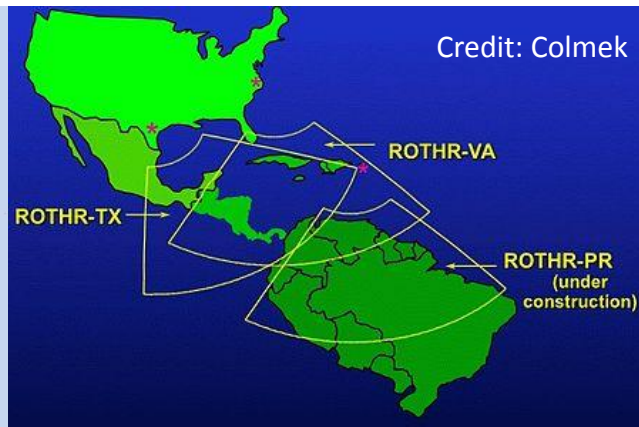 Credit: Colmek
ROTHR-VA
ROTHR-TX
ROTHR-PR
(under
construction)